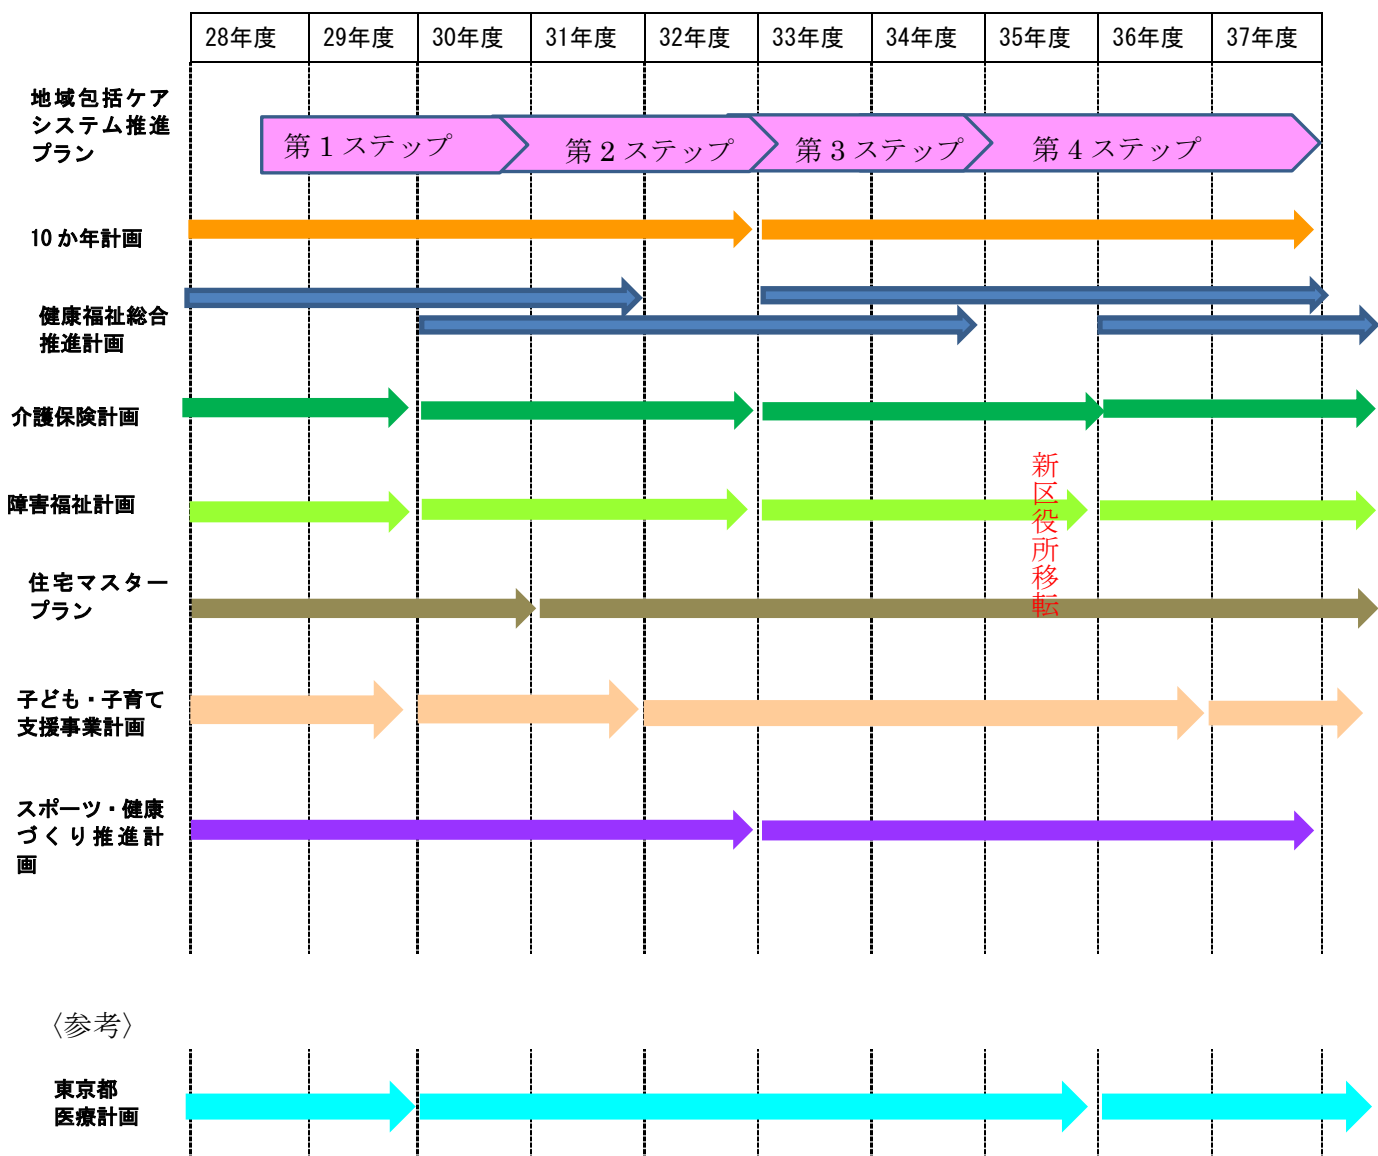 28年度 29年度 30年度 31年度 32年度 33年度 34年度 35年度 36年度 37年度
地域包括ケア
システム推進
プラン
第１ステップ 第２ステップ 第３ステップ 第４ステップ
10か年計画
健康福祉総合
推進計画
介護保険計画
新区役所移転
障害福祉計画
住宅マスター
プラン
子ども・子育て
支援事業計画
スポーツ・健康
づくり推進計
画
〈参考〉
東京都
医療計画